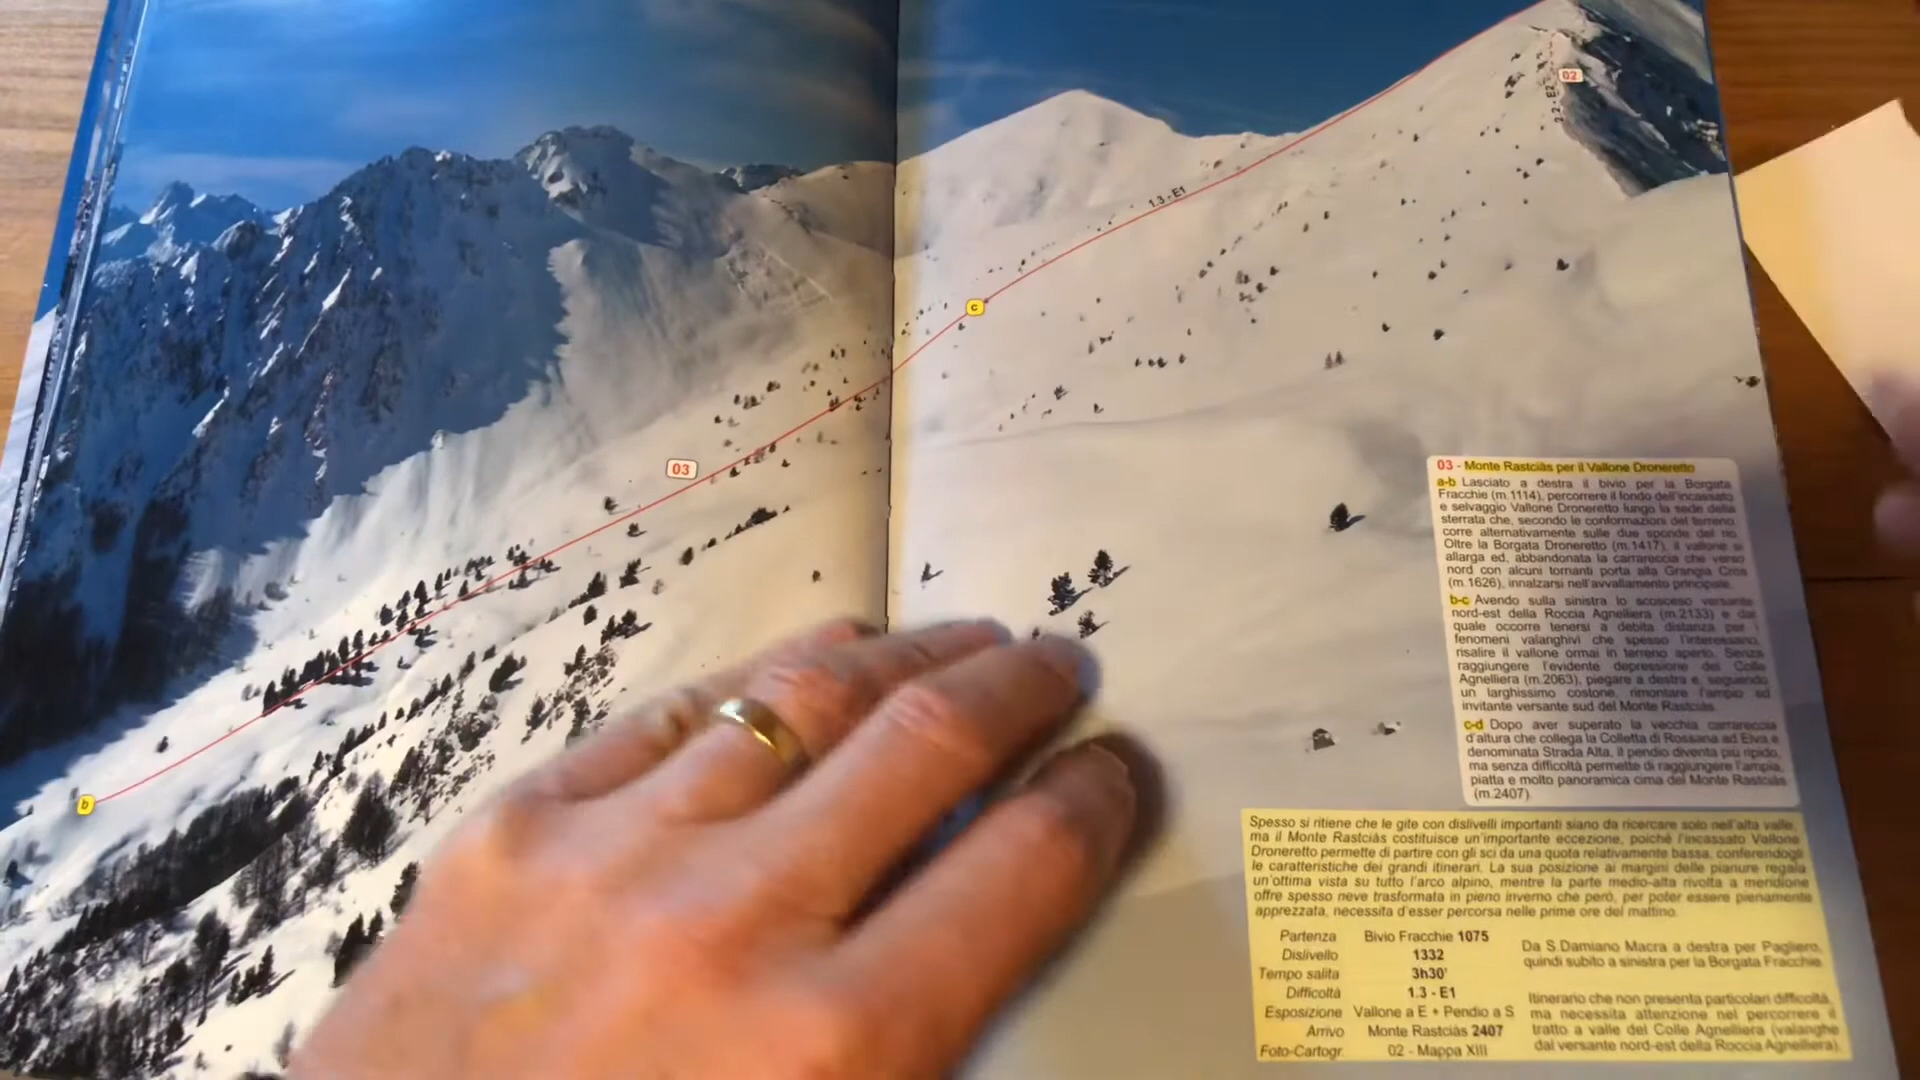 02
2.2 - E2
1.3 - E1
c
03
b
03 - Monte Rastciàs per il Vallone Droneretto
a-b Lasciato a destra il bivio per la Borgata
Fracchie (m.1114), percorrere il fondo dell'incassato
e selvaggio Vallone Droneretto lungo la sede della
sterrata che, secondo le conformazioni del terreno,
corre alternativamente sulle due sponde del rio.
Oltre la Borgata Droneretto (m.1417), il vallone si
allarga ed, abbandonata la carrareccia che verso
nord con alcuni tornanti porta alla Grangia Cros
(m.1626), innalzarsi nell'avvallamento principale.
b-c Avendo sulla sinistra lo scosceso versante
nord-est della Roccia Agnelliera (m.2133) e dal
quale occorre tenersi a debita distanza per i
fenomeni valanghivi che spesso l'interessano,
risalire il vallone ormai in terreno aperto. Senza
raggiungere l'evidente depressione del Colle
Agnelliera (m.2063), piegare a destra e, seguendo
un larghissimo costone, rimontare l'ampio ed
invitante versante sud del Monte Rastciàs.
c-d Dopo aver superato la vecchia carrareccia
d'altura che collega la Colletta di Rossana ad Elva e
denominata Strada Alta, il pendio diventa più ripido,
ma senza difficoltà permette di raggiungere l'ampia,
piatta e molto panoramica cima del Monte Rastciàs
(m.2407).
Spesso si ritiene che le gite con dislivelli importanti siano da ricercare solo nell'alta valle,
ma il Monte Rastciàs costituisce un'importante eccezione, poiché l'incassato Vallone
Droneretto permette di partire con gli sci da una quota relativamente bassa, conferendogli
le caratteristiche dei grandi itinerari. La sua posizione ai margini delle pianure regala
un'ottima vista su tutto l'arco alpino, mentre la parte medio-alta rivolta a meridione
offre spesso neve trasformata in pieno inverno che però, per poter essere pienamente
apprezzata, necessita d'esser percorsa nelle prime ore del mattino.
Partenza Bivio Fracchie 1075
Dislivello 1332
Tempo salita 3h30'
Difficoltà 1.3 - E1
Esposizione Vallone a E + Pendio a S
Arrivo Monte Rastciàs 2407
Foto-Cartogr. 02 - Mappa XIII
Da S.Damiano Macra a destra per Pagliero,
quindi subito a sinistra per la Borgata Fracchie.
Itinerario che non presenta particolari difficoltà,
ma necessita attenzione nel percorrere il
tratto a valle del Colle Agnelliera (valanghe
dal versante nord-est della Roccia Agnelliera).